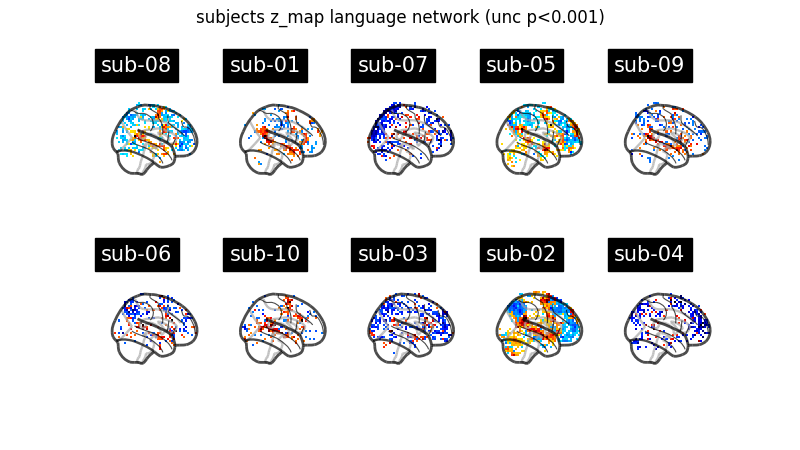 subjects z_map language network (unc p<0.001)
sub-08
sub-01
sub-07
sub-05
sub-09
sub-06
sub-10
sub-03
sub-02
sub-04